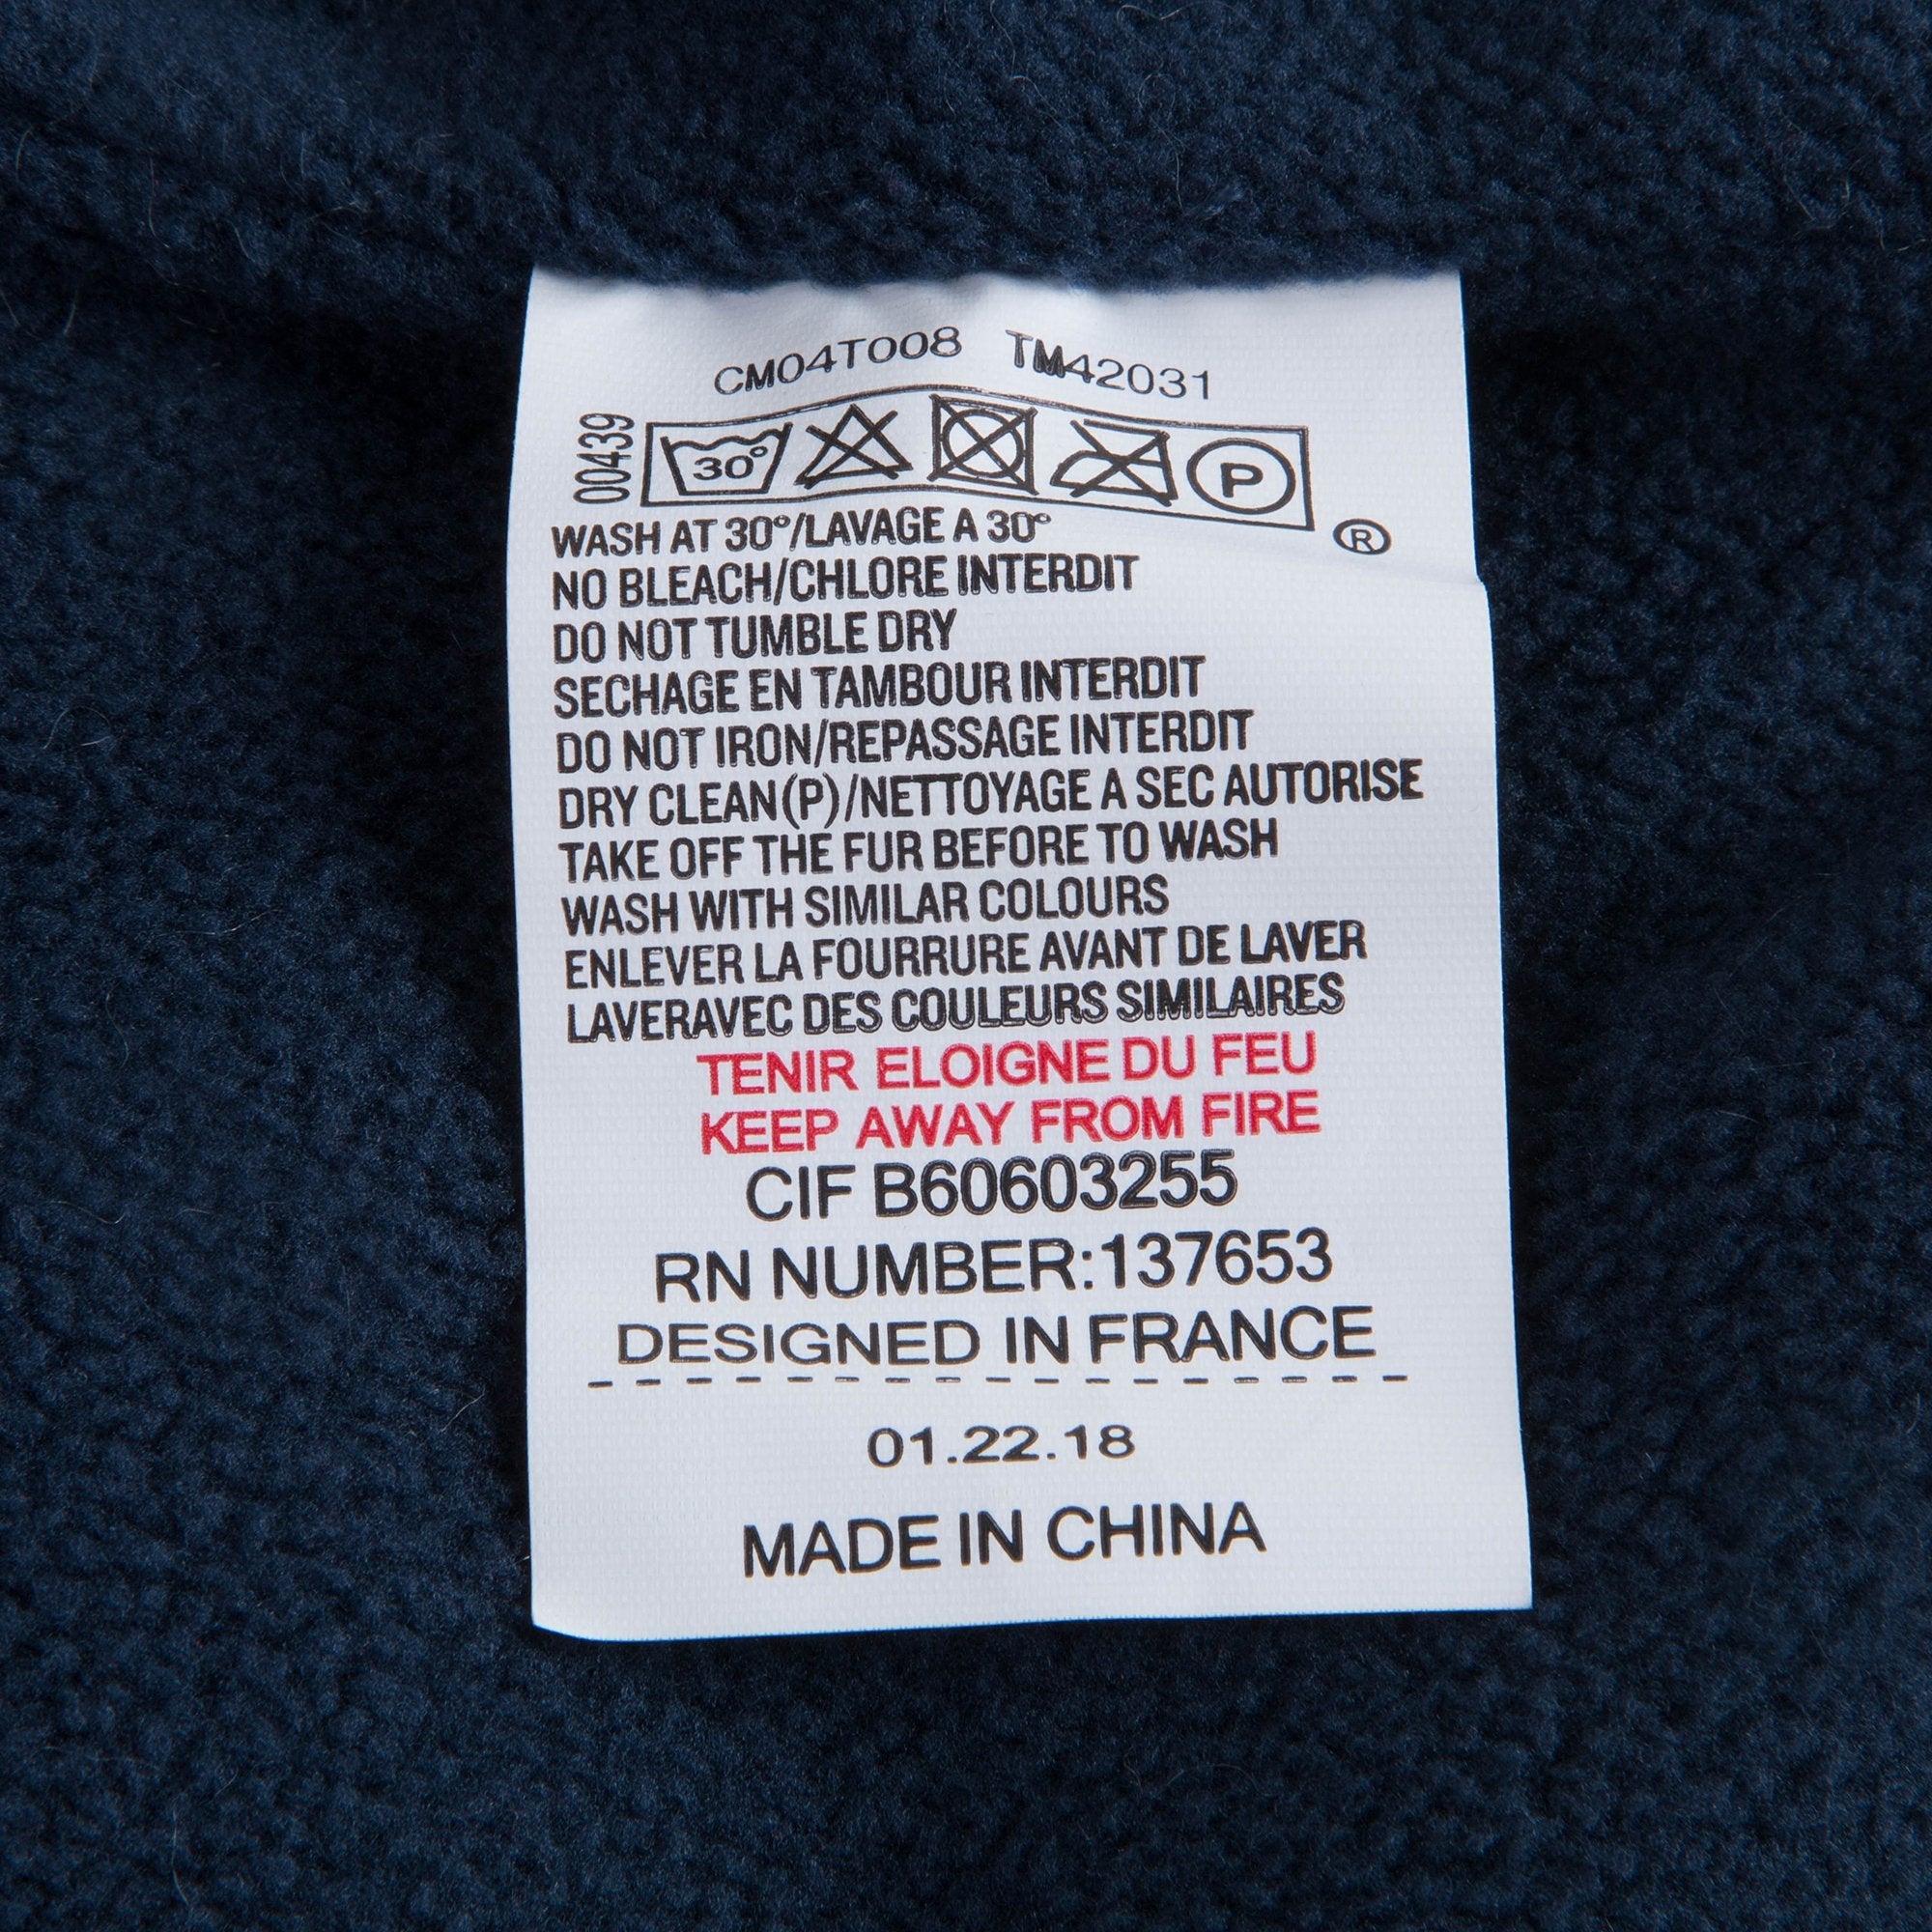 CM04T008 TM42031
00439
30° P
®
WASH AT 30°/LAVAGE A 30°
NO BLEACH/CHLORE INTERDIT
DO NOT TUMBLE DRY
SECHAGE EN TAMBOUR INTERDIT
DO NOT IRON/REPASSAGE INTERDIT
DRY CLEAN(P)/NETTOYAGE A SEC AUTORISE
TAKE OFF THE FUR BEFORE TO WASH
WASH WITH SIMILAR COLOURS
ENLEVER LA FOURRURE AVANT DE LAVER
LAVERAVEC DES COULEURS SIMILAIRES
TENIR ELOIGNE DU FEU
KEEP AWAY FROM FIRE
CIF B60603255
RN NUMBER:137653
DESIGNED IN FRANCE
01.22.18
MADE IN CHINA